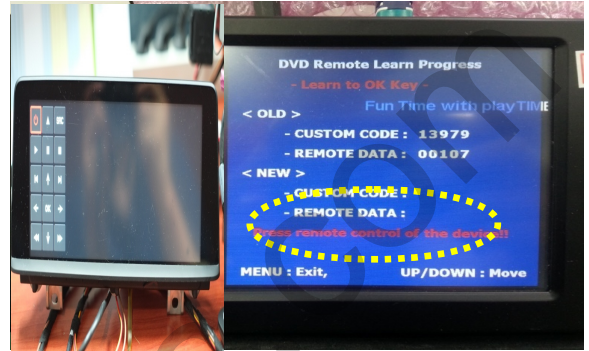 DVD Remote Learn Progress
- Learn to OK Key -
Fun Time with playTIME
< OLD >
- CUSTOM CODE : 13979
- REMOTE DATA : 00107
< NEW >
- CUSTOM CODE :
- REMOTE DATA :
Press remote control of the device!!
MENU : Exit, UP/DOWN : Move
com